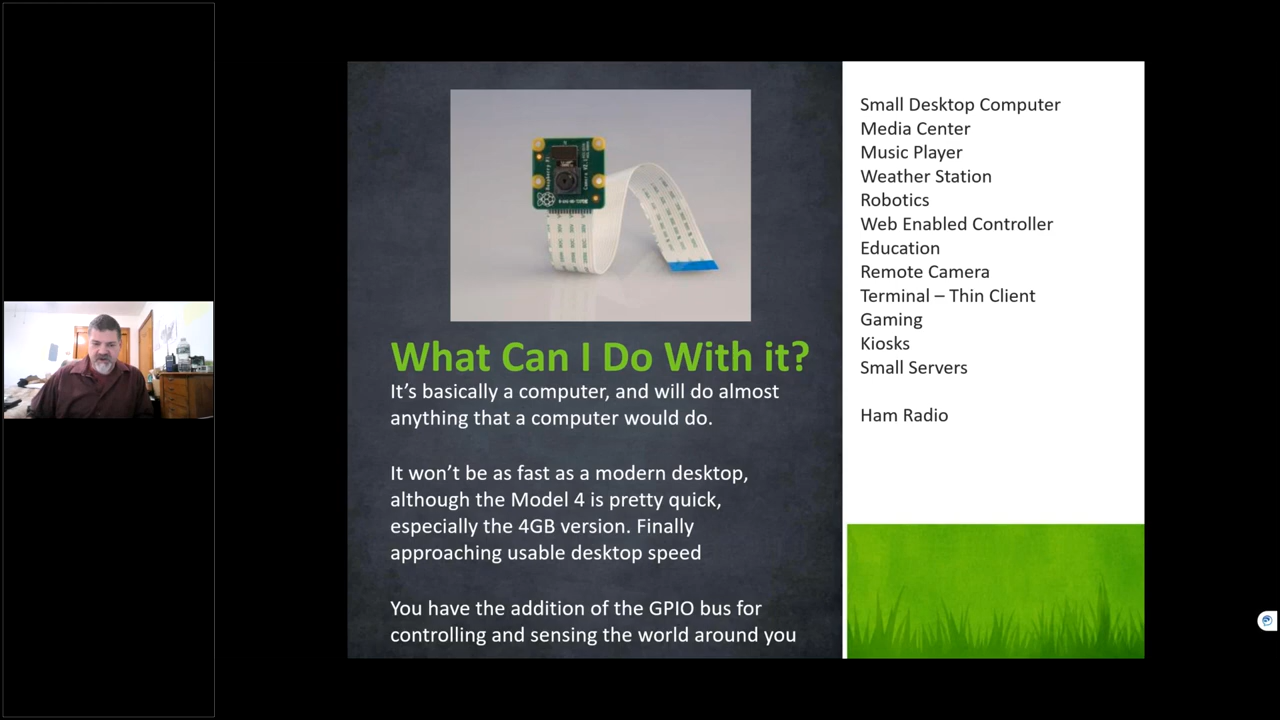 Raspberry Pi
What Can I Do With it?
It’s basically a computer, and will do almost
anything that a computer would do.
It won’t be as fast as a modern desktop,
although the Model 4 is pretty quick,
especially the 4GB version. Finally
approaching usable desktop speed
You have the addition of the GPIO bus for
controlling and sensing the world around you
Small Desktop Computer
Media Center
Music Player
Weather Station
Robotics
Web Enabled Controller
Education
Remote Camera
Terminal – Thin Client
Gaming
Kiosks
Small Servers
Ham Radio